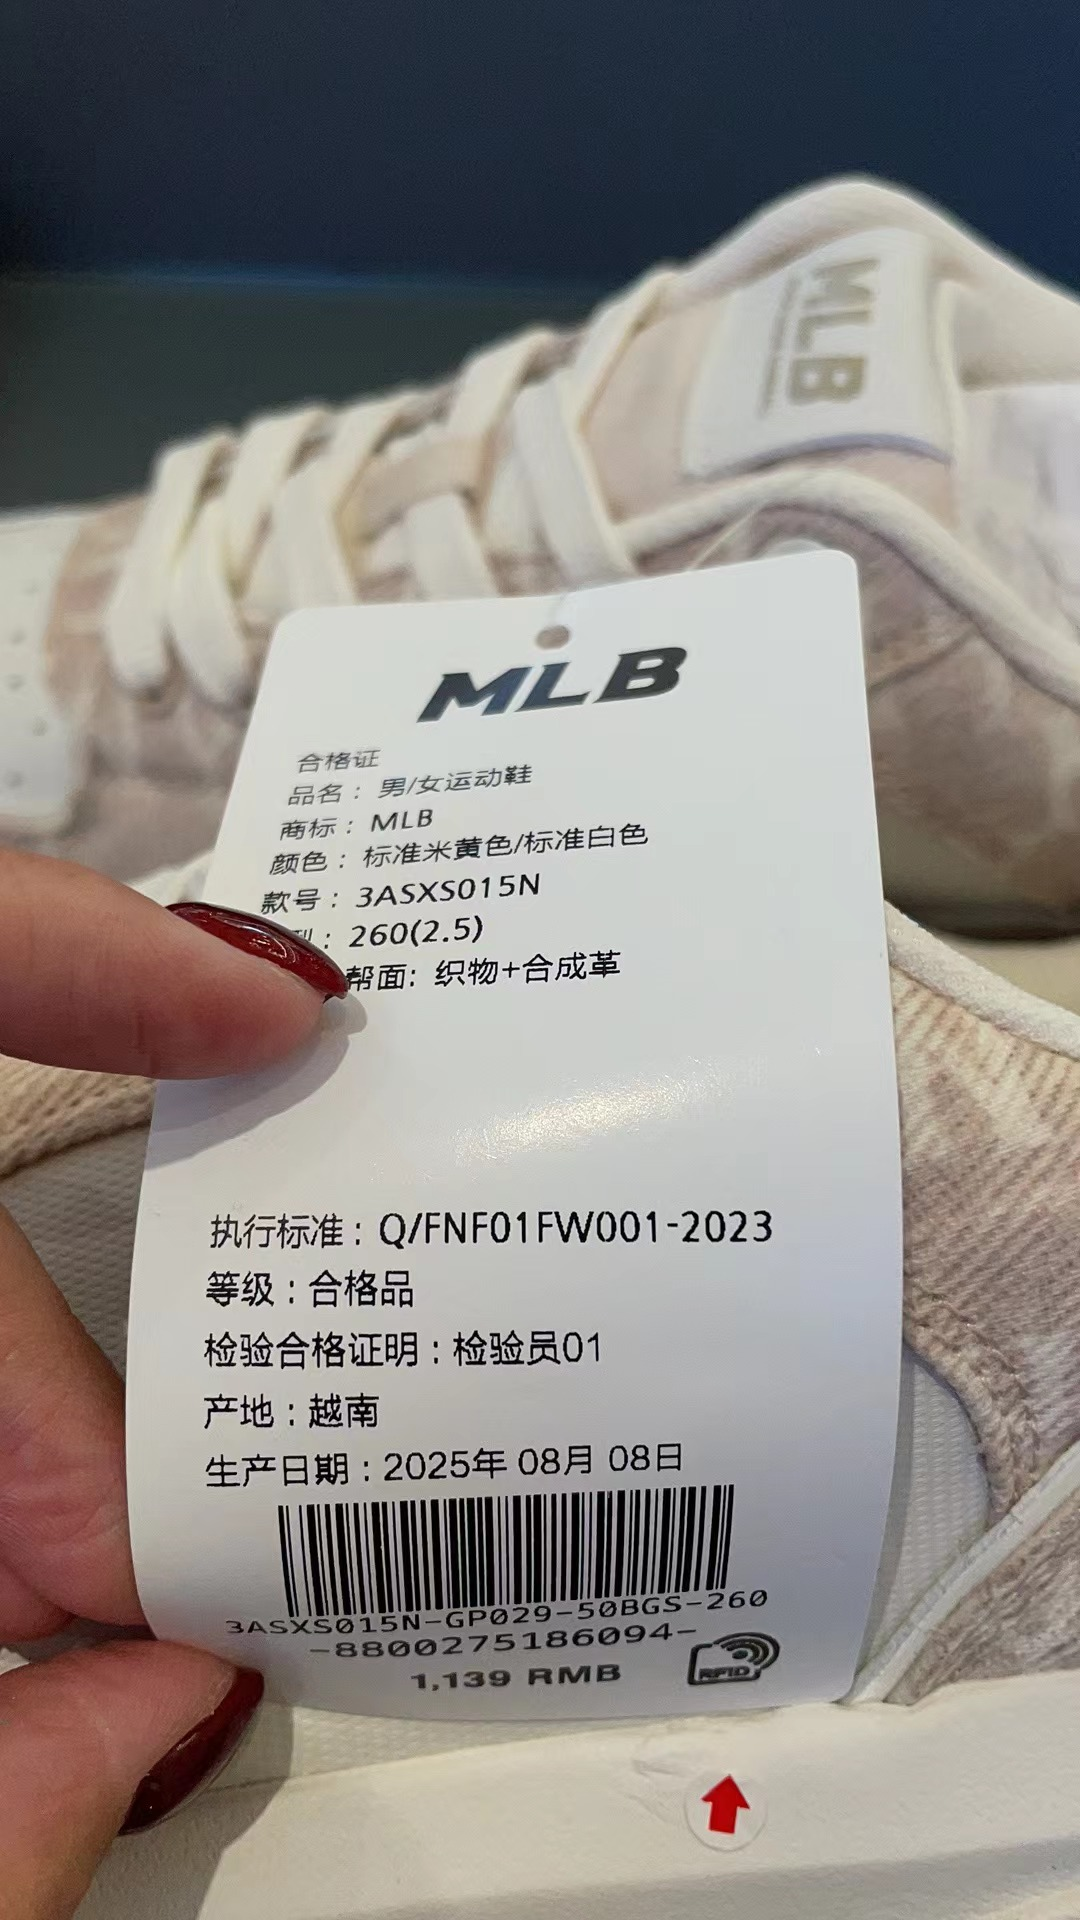 MLB
MLB
合格证
品名：男/女运动鞋
商标：MLB
颜色：标准米黄色/标准白色
款号：3ASXS015N
型：260(2.5)
帮面：织物+合成革
执行标准：Q/FNF01FW001-2023
等级：合格品
检验合格证明：检验员01
产地：越南
生产日期：2025年 08月 08日
3ASXS015N-GP029-50BGS-260
-8800275186094-
1,139 RMB
RFID